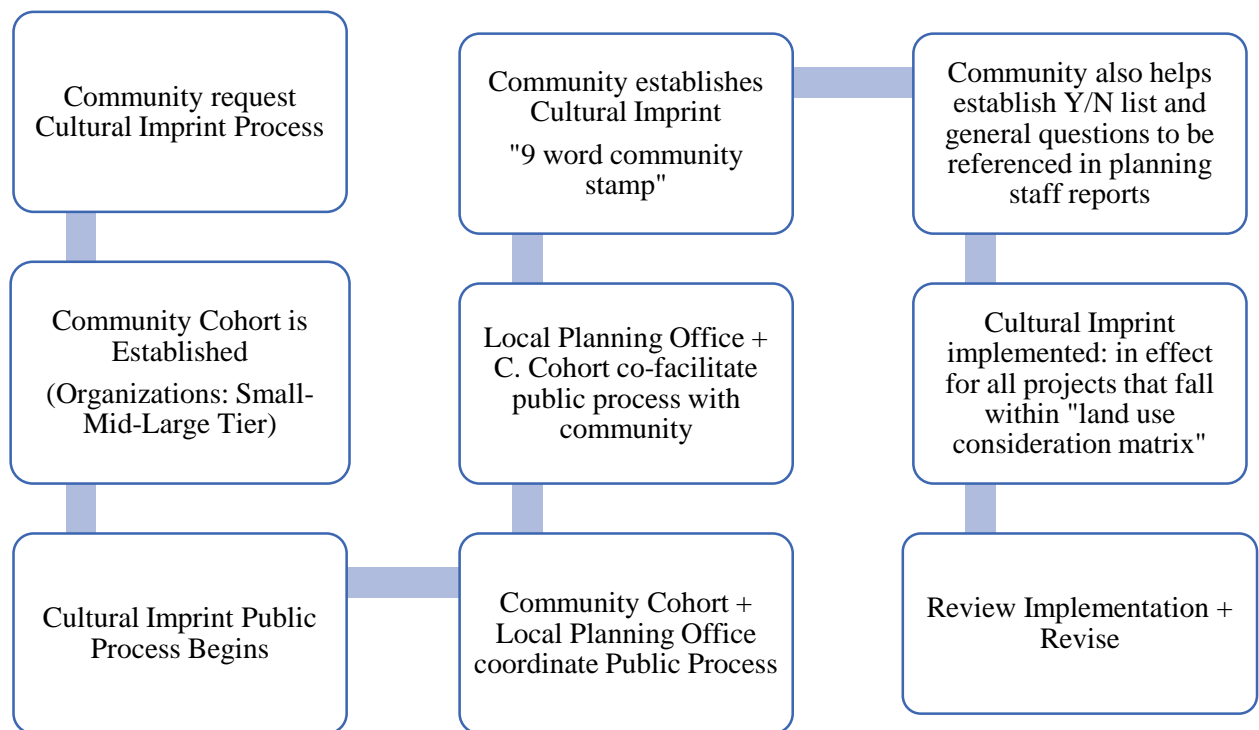 Community request
Cultural Imprint Process
Community Cohort is
Established
(Organizations: Small-
Mid-Large Tier)
Cultural Imprint Public
Process Begins
Community Cohort +
Local Planning Office
coordinate Public Process
Local Planning Office +
C. Cohort co-facilitate
public process with
community
Community establishes
Cultural Imprint
"9 word community
stamp"
Community also helps
establish Y/N list and
general questions to be
referenced in planning
staff reports
Cultural Imprint
implemented: in effect
for all projects that fall
within "land use
consideration matrix"
Review Implementation +
Revise